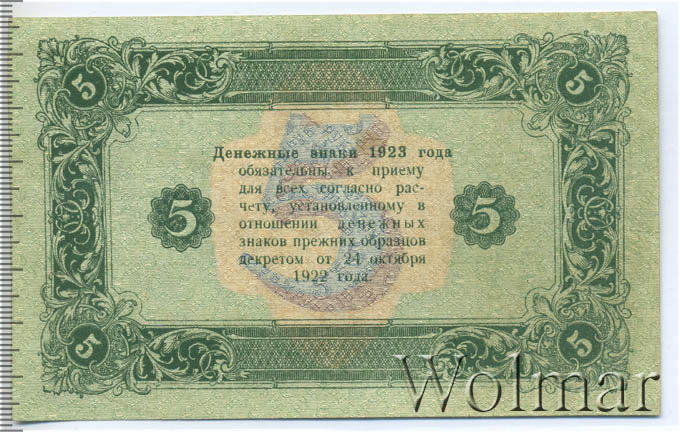 5 5
Денежные знаки 1923 года
обязательны к приему
для всех согласно рас-
чету, установленному в
5 5 5
отношении денежных
знаков прежних образцов
декретом от 24 октября
1922 года.
5 5
Wolmar